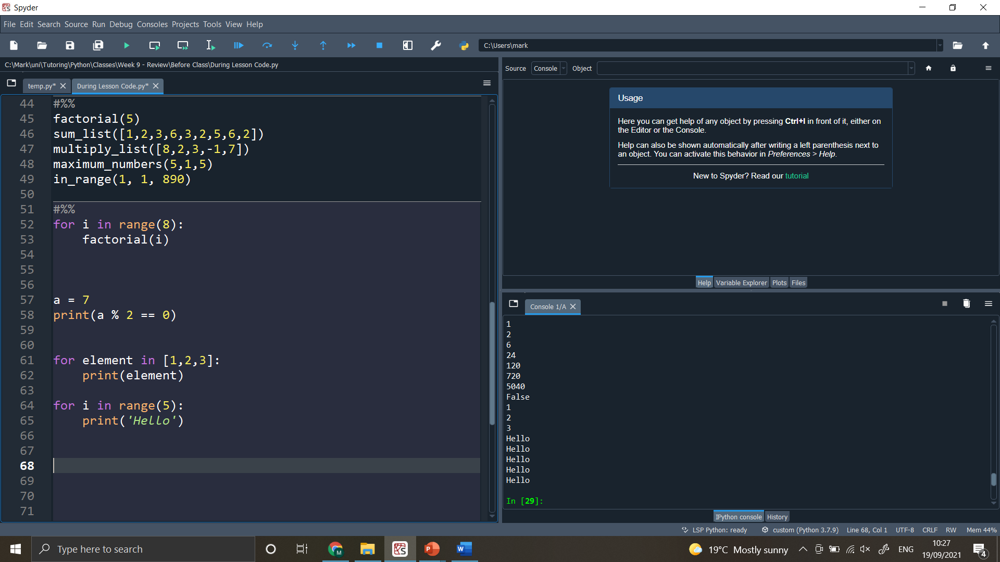 Spyder
File Edit Search Source Run Debug Consoles Projects Tools View Help
C:\Users\mark
C:\Mark\uni\Tutoring\Python\Classes\Week 9 - Review\Before Class\During Lesson Code.py
temp.py* During Lesson Code.py*
44 #%%
45 factorial(5)
46 sum_list([1,2,3,6,3,2,5,6,2])
47 multiply_list([8,2,3,-1,7])
48 maximum_numbers(5,1,5)
49 in_range(1, 1, 890)
50
51 #%%
52 for i in range(8):
53     factorial(i)
54
55
56
57 a = 7
58 print(a % 2 == 0)
59
60
61 for element in [1,2,3]:
62     print(element)
63
64 for i in range(5):
65     print('Hello')
66
67
68
69
70
71
Source Console Object
Usage
Here you can get help of any object by pressing Ctrl+I in front of it, either on
the Editor or the Console.
Help can also be shown automatically after writing a left parenthesis next to
an object. You can activate this behavior in Preferences > Help.
New to Spyder? Read our tutorial
Help Variable Explorer Plots Files
Console 1/A
1
2
6
24
120
720
5040
False
1
2
3
Hello
Hello
Hello
Hello
Hello
In [29]:
IPython console History
LSP Python: ready custom (Python 3.7.9) Line 68, Col 1 UTF-8 CRLF RW Mem 44%
Type here to search
M P W
19°C Mostly sunny ENG
10:27
19/09/2021
4